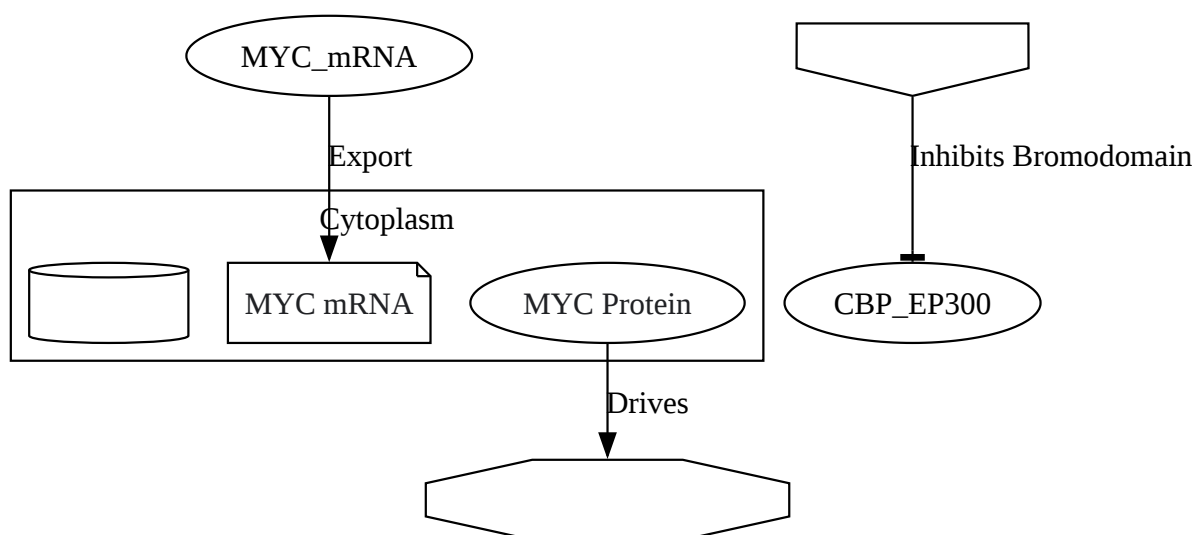 MYC_mRNA
Export
Inhibits Bromodomain
Cytoplasm
MYC mRNA
MYC Protein
CBP_EP300
Drives